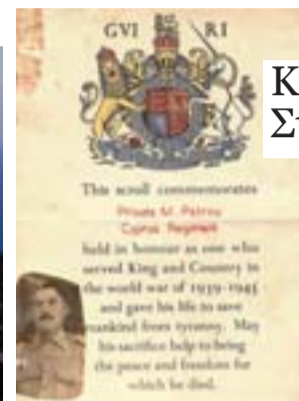 GVI RI
Κ
Στ
This scroll commemorates
Private M. Petrou
Cyprus Regiment
held in honour as one who
served King and Country in
the world war of 1939-1945
and gave his life to save
mankind from tyranny. May
his sacrifice help to bring
the peace and freedom for
which he died.